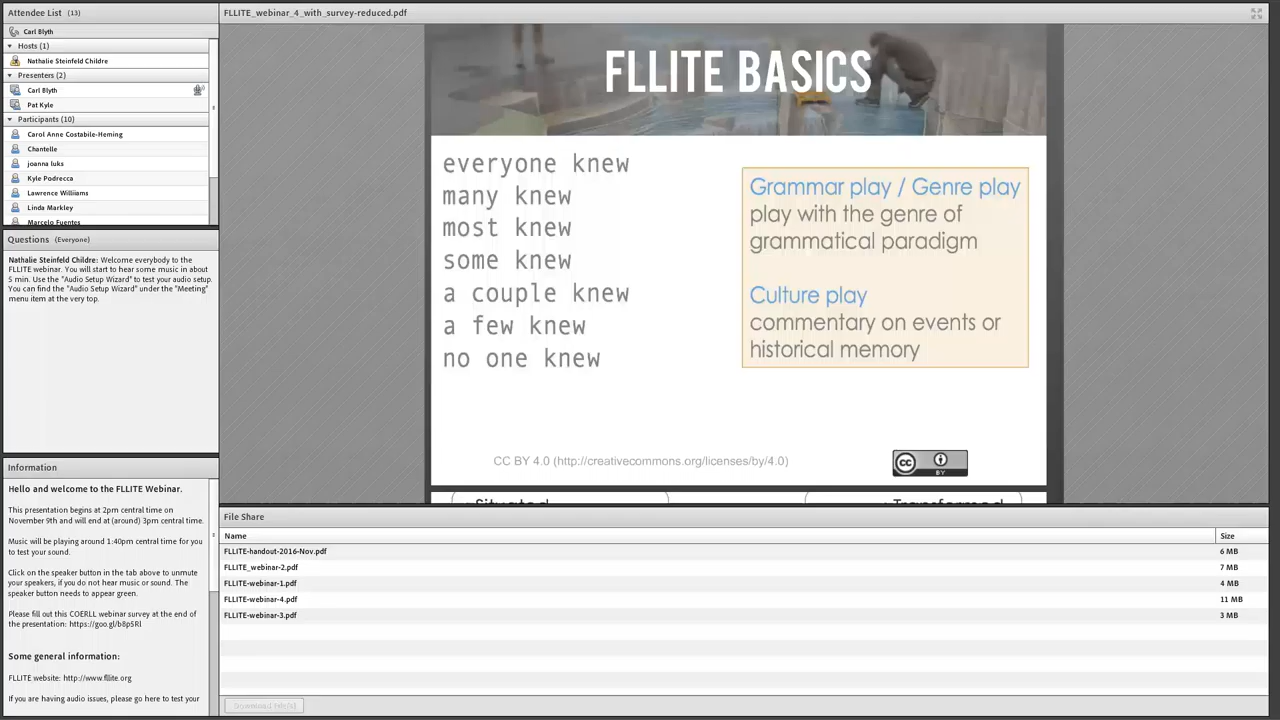 Attendee List (13)
Carl Blyth
Hosts (1)
Nathalie Steinfeld Childre
Presenters (2)
Carl Blyth
Pat Kyle
Participants (10)
Carol Anne Costabile-Heming
Chantelle
joanna luks
Kyle Podrecca
Lawrence Williams
Linda Markley
Marcelo Fuentes
Questions (Everyone)
Nathalie Steinfeld Childre: Welcome everybody to the
FLLITE webinar. You will start to hear some music in about
5 min. Use the "Audio Setup Wizard" to test your audio setup.
You can find the "Audio Setup Wizard" under the "Meeting"
menu item at the very top.
Information
Hello and welcome to the FLLITE Webinar.
This presentation begins at 2pm central time on
November 9th and will end at (around) 3pm central time.
Music will be playing around 1:40pm central time for you
to test your sound.
Click on the speaker button in the tab above to unmute
your speakers, if you do not hear music or sound. The
speaker button needs to appear green.
Please fill out this COERLL webinar survey at the end of
the presentation: https://goo.gl/b8pSRl
Some general information:
FLLITE website: http://www.fllite.org
If you are having audio issues, please go here to test your
FLLITE_webinar_4_with_survey-reduced.pdf
FLLITE BASICS
everyone knew
many knew
most knew
some knew
a couple knew
a few knew
no one knew
Grammar play / Genre play
play with the genre of
grammatical paradigm
Culture play
commentary on events or
historical memory
CC BY 4.0 (http://creativecommons.org/licenses/by/4.0)
cc
BY
Situated
Transformed
File Share
Name Size
FLLITE-handout-2016-Nov.pdf 6 MB
FLLITE_webinar-2.pdf 7 MB
FLLITE-webinar-1.pdf 4 MB
FLLITE-webinar-4.pdf 11 MB
FLLITE-webinar-3.pdf 3 MB
Download File(s)